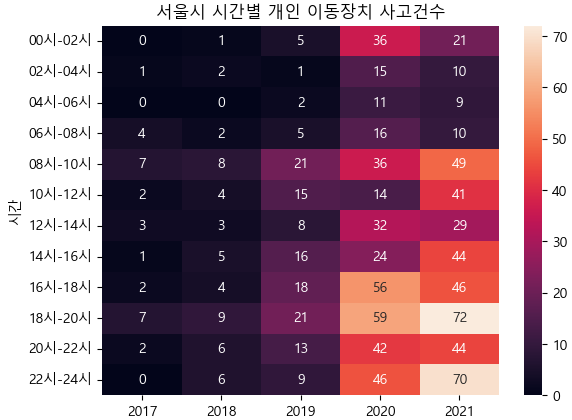 서울시 시간별 개인 이동장치 사고건수
시간
00시-02시 0 1 5 36 21
02시-04시 1 2 1 15 10
04시-06시 0 0 2 11 9
06시-08시 4 2 5 16 10
08시-10시 7 8 21 36 49
10시-12시 2 4 15 14 41
12시-14시 3 3 8 32 29
14시-16시 1 5 16 24 44
16시-18시 2 4 18 56 46
18시-20시 7 9 21 59 72
20시-22시 2 6 13 42 44
22시-24시 0 6 9 46 70
2017 2018 2019 2020 2021
70
60
50
40
30
20
10
0